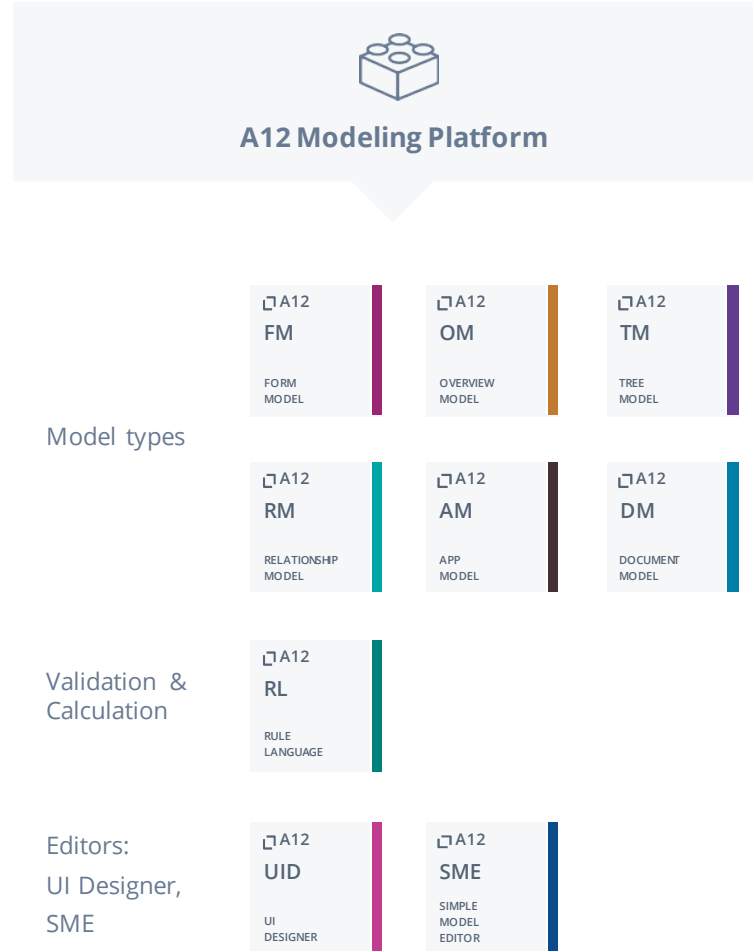 A12 Modeling Platform
A12
FM
FORM
MODEL
A12
OM
OVERVIEW
MODEL
A12
TM
TREE
MODEL
Model types
A12
RM
RELATIONSHIP
MODEL
A12
AM
APP
MODEL
A12
DM
DOCUMENT
MODEL
Validation &
Calculation
A12
RL
RULE
LANGUAGE
Editors:
UI Designer,
SME
A12
UID
UI
DESIGNER
A12
SME
SIMPLE
MODEL
EDITOR